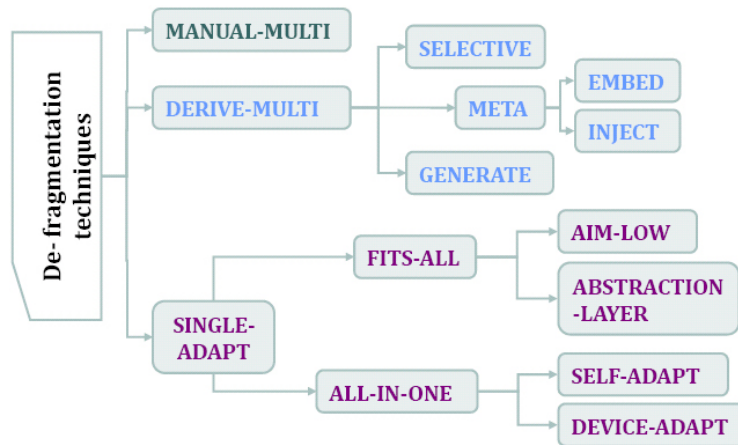 De- fragmentation
techniques
MANUAL-MULTI
DERIVE-MULTI
SELECTIVE
META
EMBED
INJECT
GENERATE
SINGLE-
ADAPT
FITS-ALL
AIM-LOW
ABSTRACTION
-LAYER
ALL-IN-ONE
SELF-ADAPT
DEVICE-ADAPT